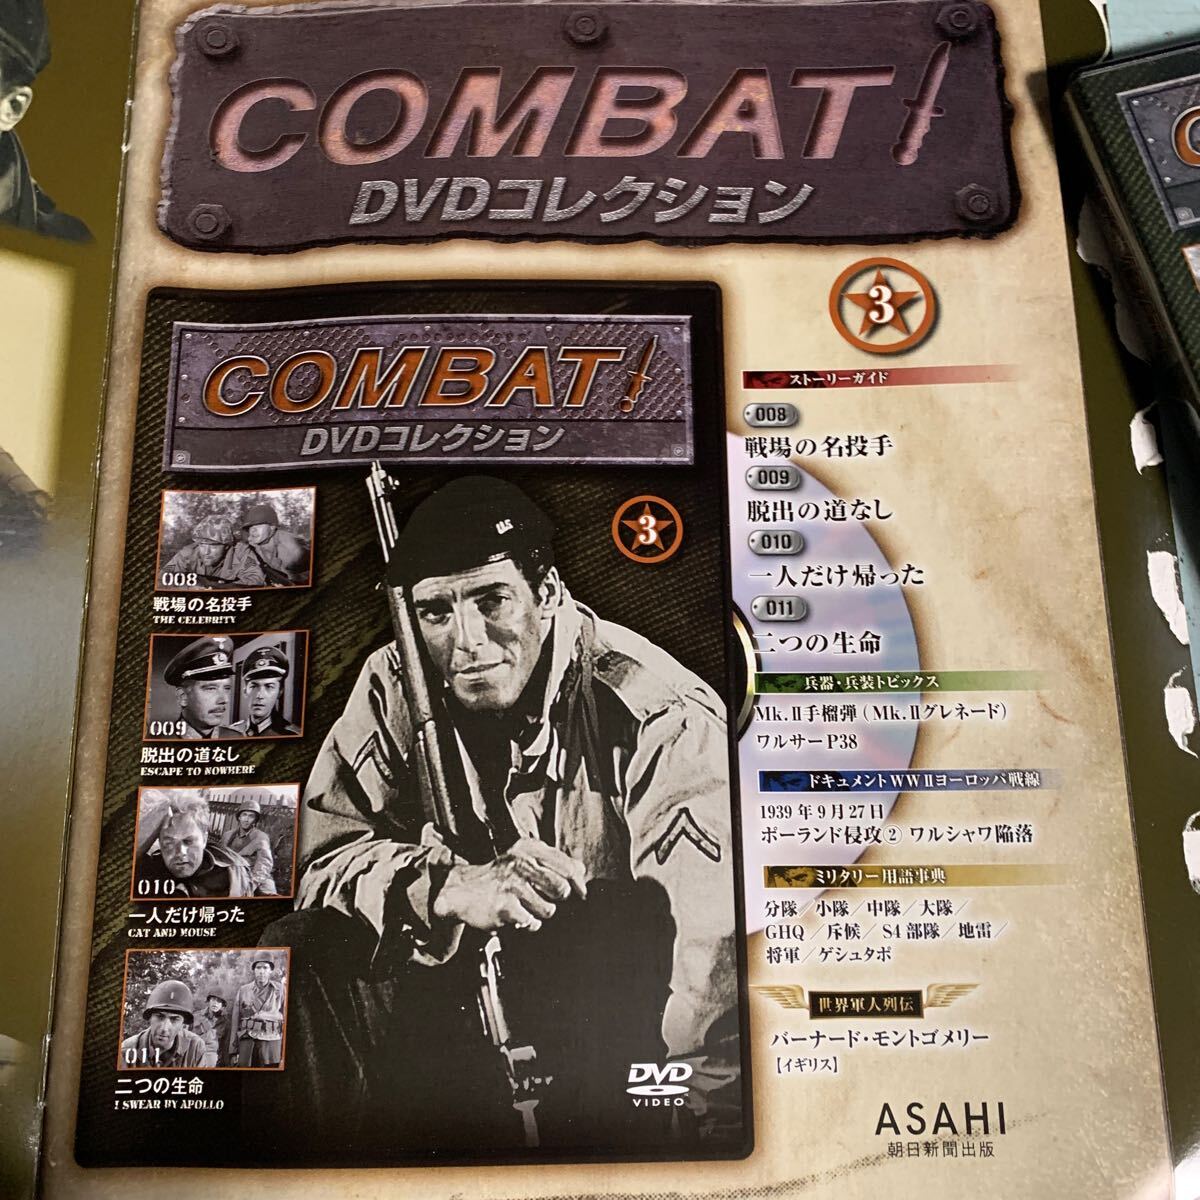 COMBAT!
DVDコレクション
COMBAT!
DVDコレクション
3
U.S.
008
戦場の名投手
THE CELEBRITY
009
脱出の道なし
ESCAPE TO NOWHERE
010
一人だけ帰った
CAT AND MOUSE
011
二つの生命
I SWEAR BY APOLLO
DVD
VIDEO
3
ストーリーガイド
008
戦場の名投手
009
脱出の道なし
010
一人だけ帰った
011
二つの生命
兵器・兵装トピックス
Mk.Ⅱ手榴弾（Mk.Ⅱグレネード）
ワルサーP38
ドキュメントWWⅡヨーロッパ戦線
1939年9月27日
ポーランド侵攻② ワルシャワ陥落
ミリタリー用語事典
分隊／小隊／中隊／大隊／
GHQ／斥候／S4部隊／地雷／
将軍／ゲシュタポ
世界軍人列伝
バーナード・モントゴメリー
【イギリス】
ASAHI
朝日新聞出版